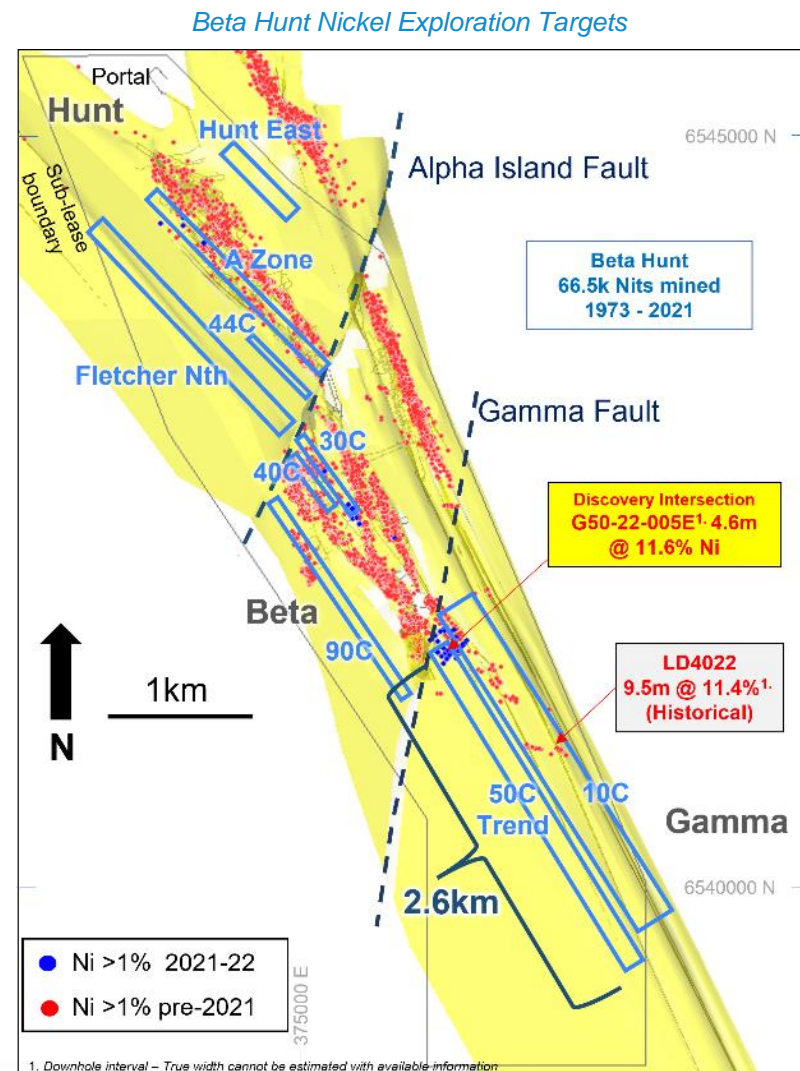 Beta Hunt Nickel Exploration Targets
Portal
Hunt
Hunt East
6545000 N
Alpha Island Fault
Sub-lease
boundary
A Zone
Beta Hunt
66.5k Nits mined
1973 - 2021
44C
Fletcher Nth
Gamma Fault
30C
40C
Discovery Intersection
G50-22-005E1. 4.6m
@ 11.6% Ni
Beta
90C
1km
N
LD4022
9.5m @ 11.4%1.
(Historical)
50C
Trend
10C
Gamma
2.6km
6540000 N
Ni >1% 2021-22
Ni >1% pre-2021
375000 E
1. Downhole interval – True width cannot be estimated with available information